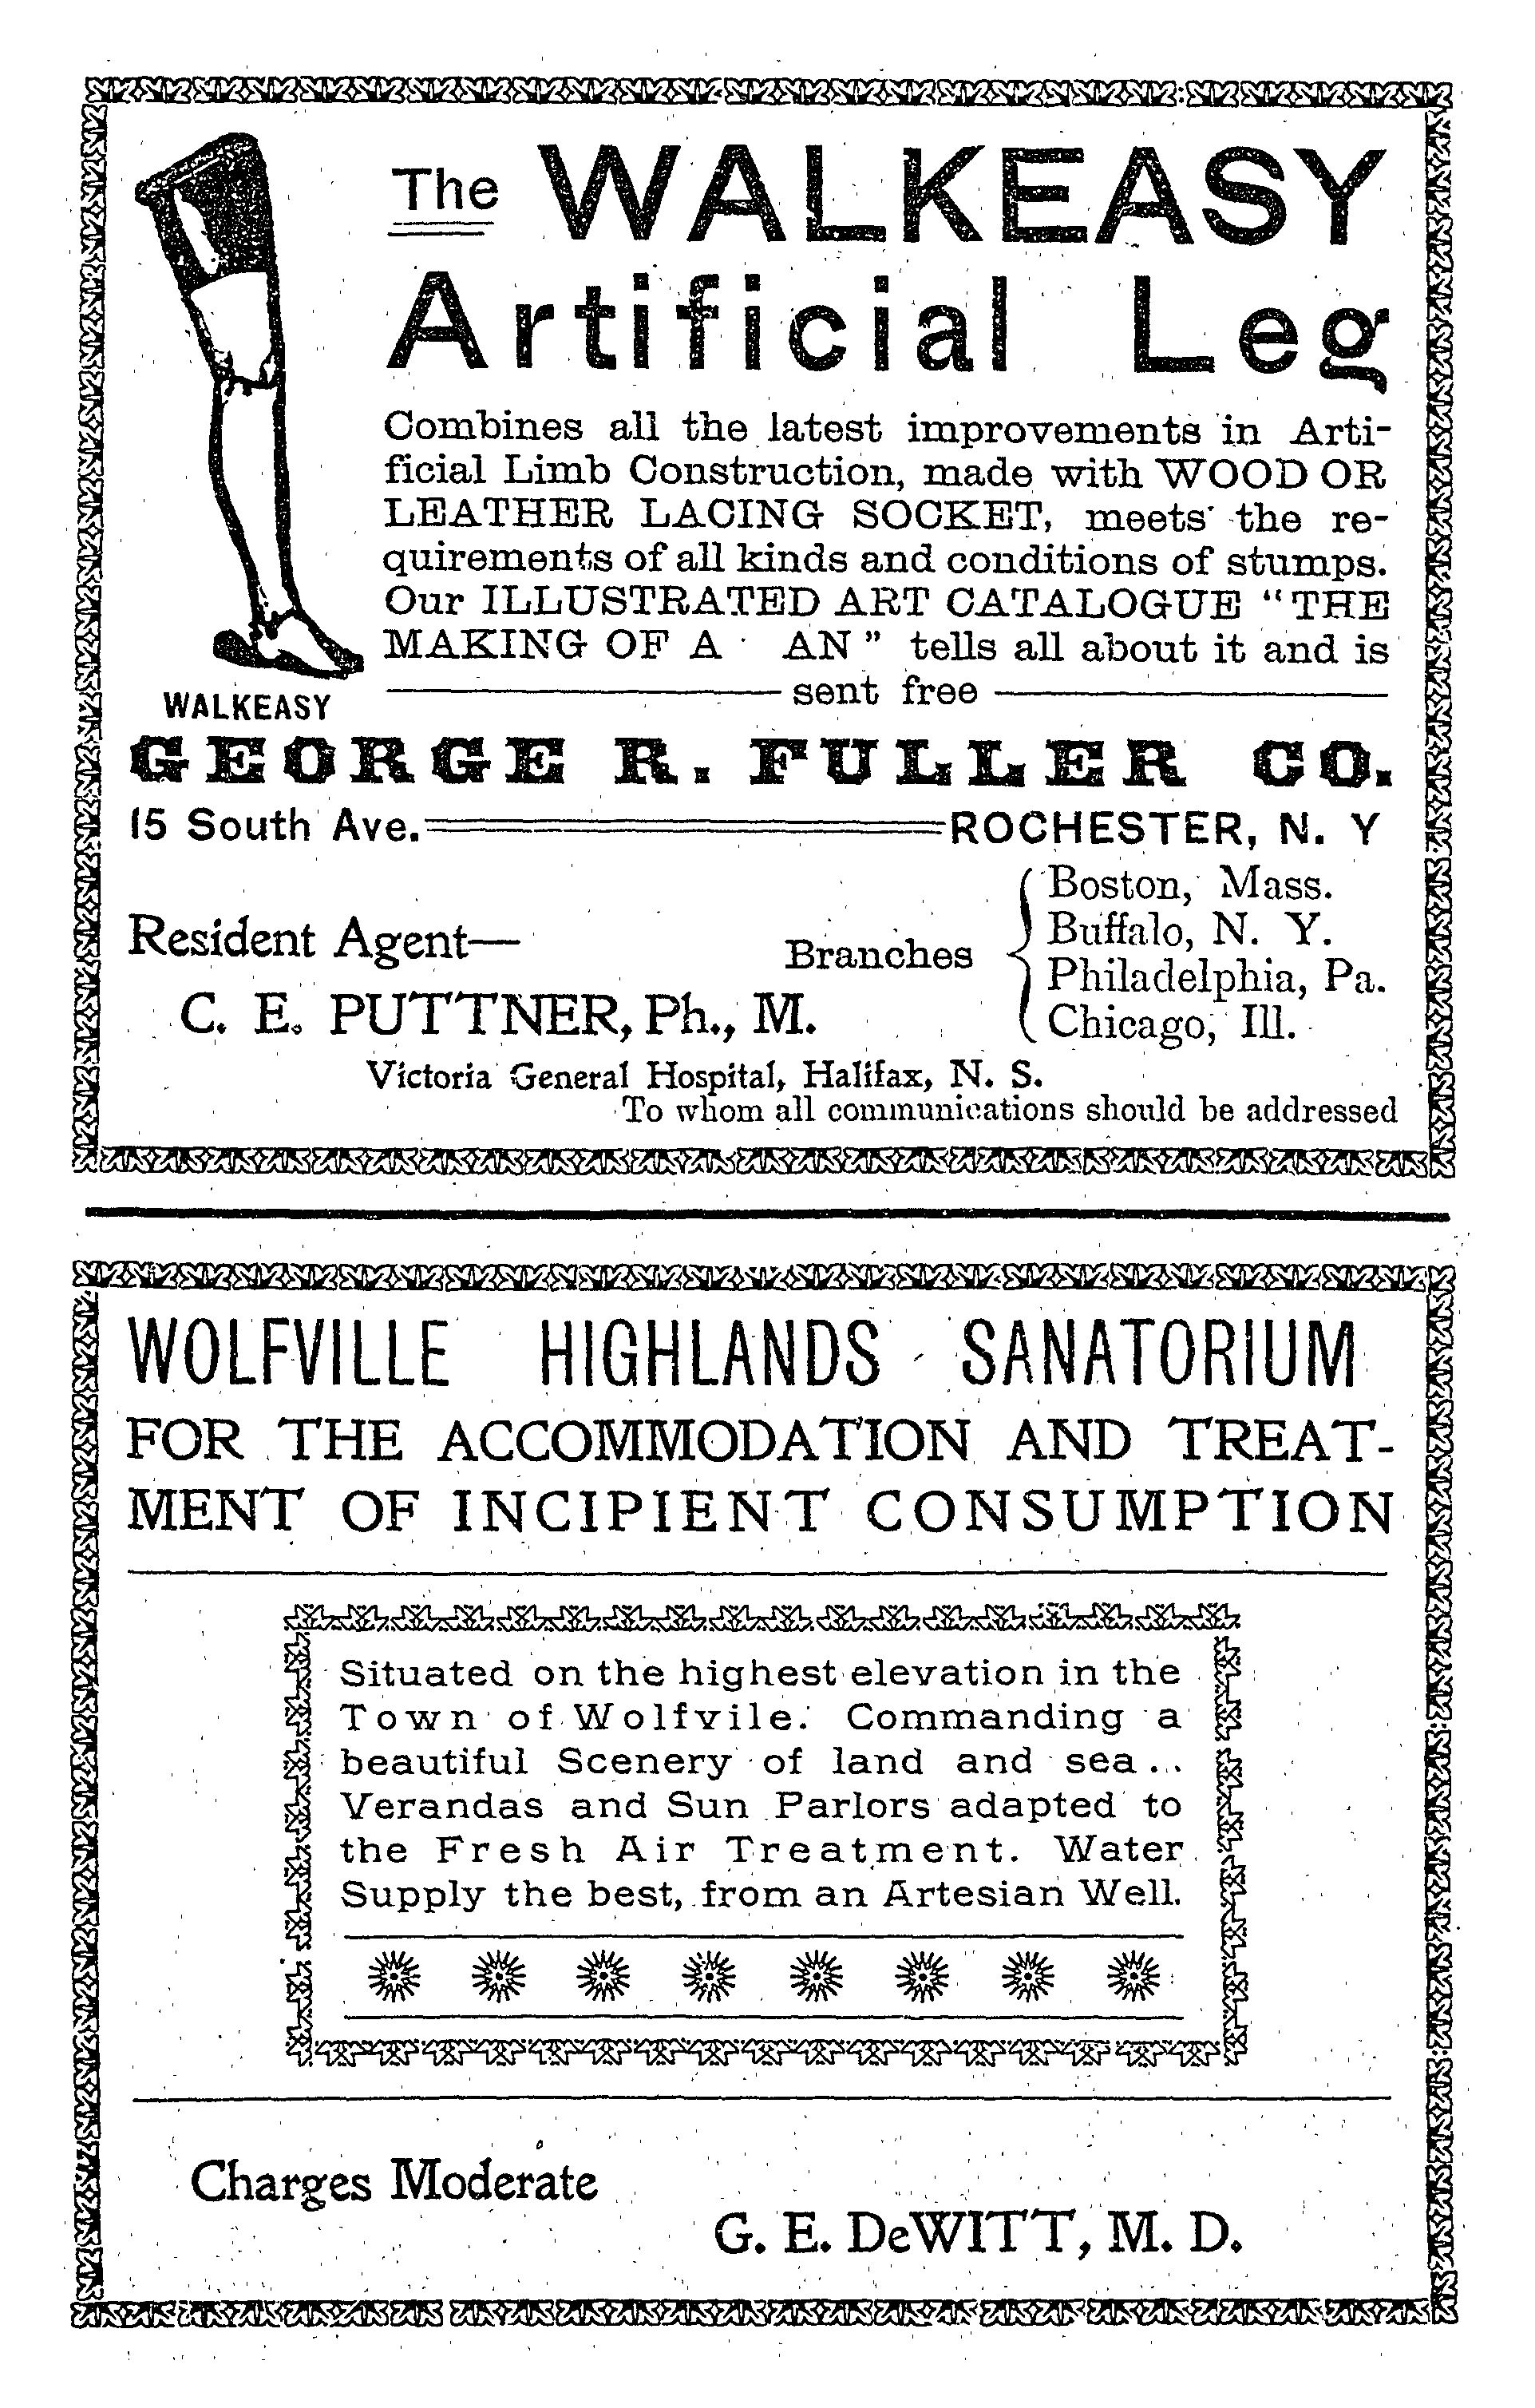 The WALKEASY
Artificial Leg
Combines all the latest improvements in Arti-
ficial Limb Construction, made with WOOD OR
LEATHER LACING SOCKET, meets the re-
quirements of all kinds and conditions of stumps.
Our ILLUSTRATED ART CATALOGUE "THE
MAKING OF A AN" tells all about it and is
sent free
WALKEASY
GEORGE R. FULLER CO.
15 South Ave. ROCHESTER, N. Y
Resident Agent—
C. E. PUTTNER, Ph., M.
Branches
Boston, Mass.
Buffalo, N. Y.
Philadelphia, Pa.
Chicago, Ill.
Victoria General Hospital, Halifax, N. S.
To whom all communications should be addressed
WOLFVILLE HIGHLANDS SANATORIUM
FOR THE ACCOMMODATION AND TREAT-
MENT OF INCIPIENT CONSUMPTION
Situated on the highest elevation in the
Town of Wolfvile. Commanding a
beautiful Scenery of land and sea...
Verandas and Sun Parlors adapted to
the Fresh Air Treatment. Water
Supply the best, from an Artesian Well.
Charges Moderate
G. E. DeWITT, M. D.